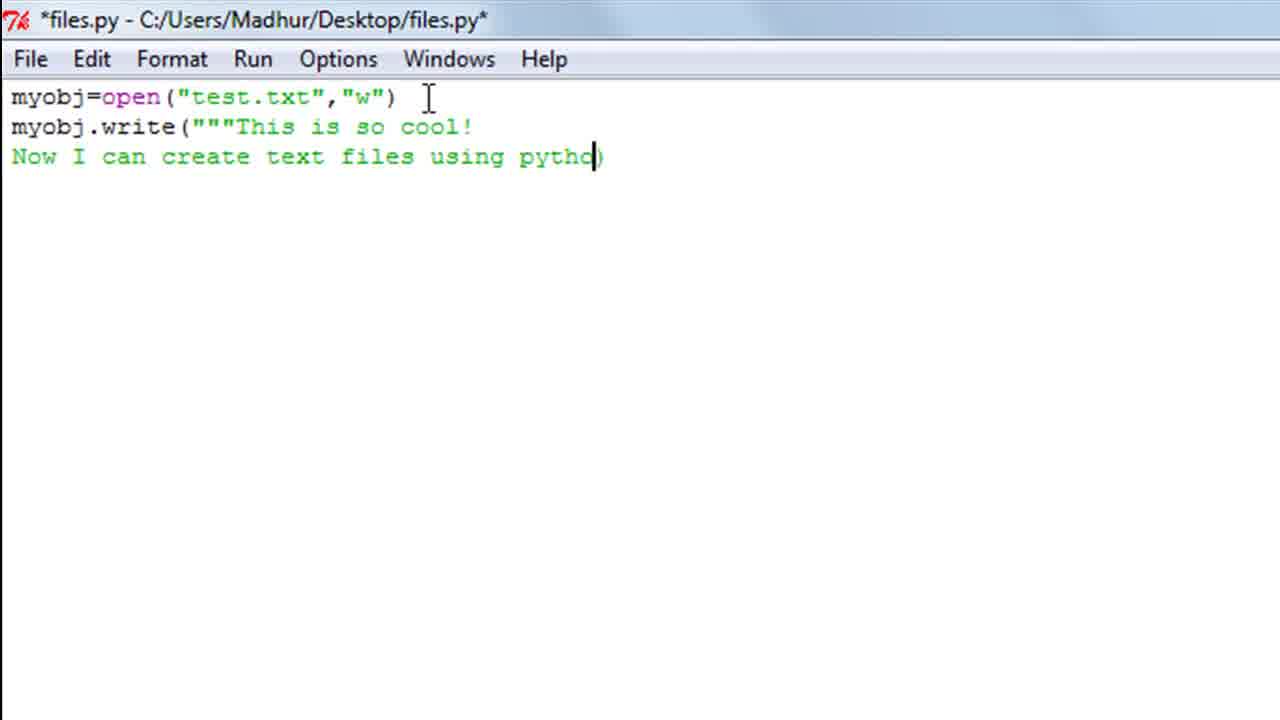 *files.py - C:/Users/Madhur/Desktop/files.py*
File Edit Format Run Options Windows Help
myobj=open("test.txt","w")
myobj.write("""This is so cool!
Now I can create text files using pytho)